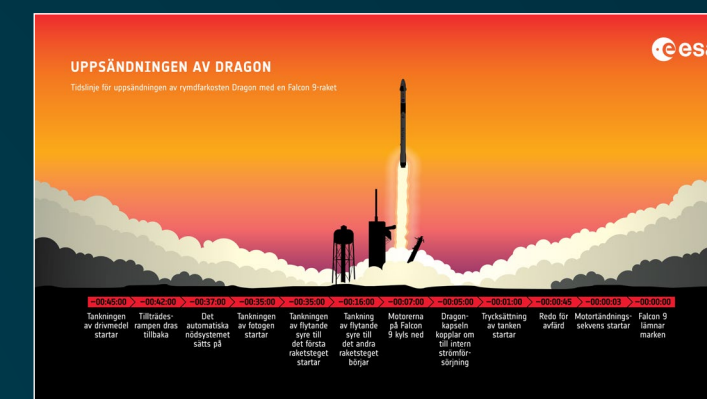 esa
UPPSÄNDNINGEN AV DRAGON
Tidslinje för uppsändningen av rymdfarkosten Dragon med en Falcon 9-raket
−00:45:00
Tankningen
av drivmedel
startar
−00:42:00
Tillträdes-
rampen dras
tillbaka
−00:37:00
Det
automatiska
nödsystemet
sätts på
−00:35:00
Tankningen
av fotogen
startar
−00:35:00
Tankningen
av flytande
syre till
det första
raketsteget
startar
−00:16:00
Tankning
av flytande
syre till
det andra
raketsteget
börjar
−00:07:00
Motorerna
på Falcon
9 kyls ned
−00:05:00
Dragon-
kapseln
kopplar om
till intern
strömför-
sörjning
−00:01:00
Trycksättning
av tanken
startar
−00:00:45
Redo för
avfärd
−00:00:03
Motortändnings-
sekvens startar
−00:00:00
Falcon 9
lämnar
marken